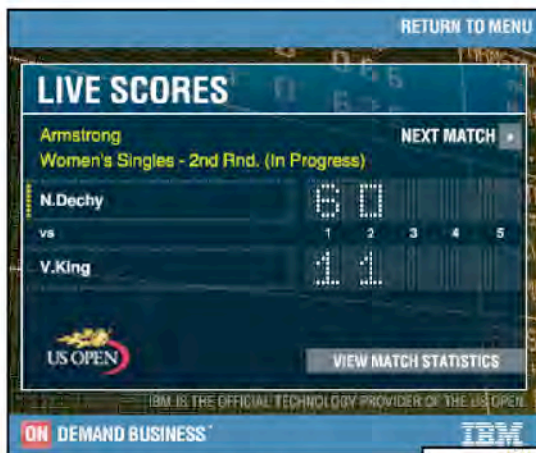 RETURN TO MENU
LIVE SCORES
Armstrong
NEXT MATCH
Women's Singles - 2nd Rnd. (In Progress)
N.Dechy 6 0
vs 1 2 3 4 5
V.King 1 1
US OPEN
VIEW MATCH STATISTICS
IBM IS THE OFFICIAL TECHNOLOGY PROVIDER OF THE US OPEN
ON DEMAND BUSINESS
IBM